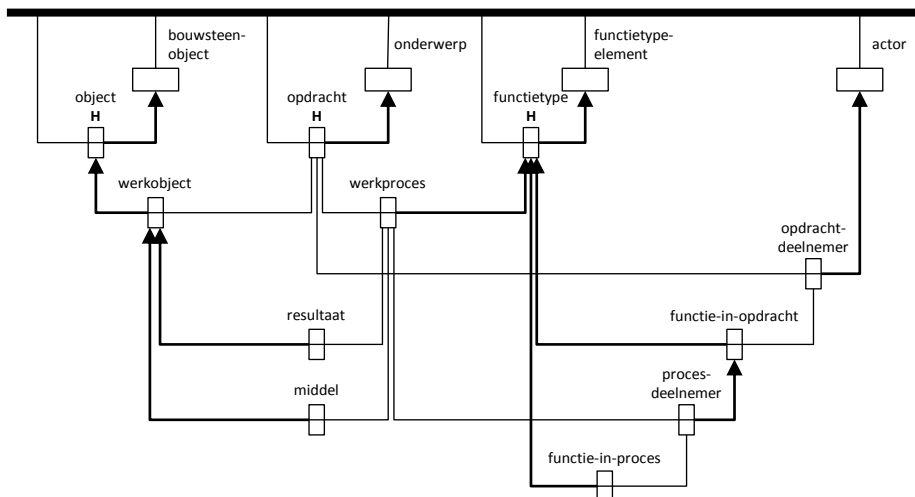 bouwsteen-
object
onderwerp
functietype-
element
actor
object
H
opdracht
H
functietype
H
werkobject
werkproces
opdracht-
deelnemer
resultaat
functie-in-opdracht
middel
proces-
deelnemer
functie-in-proces